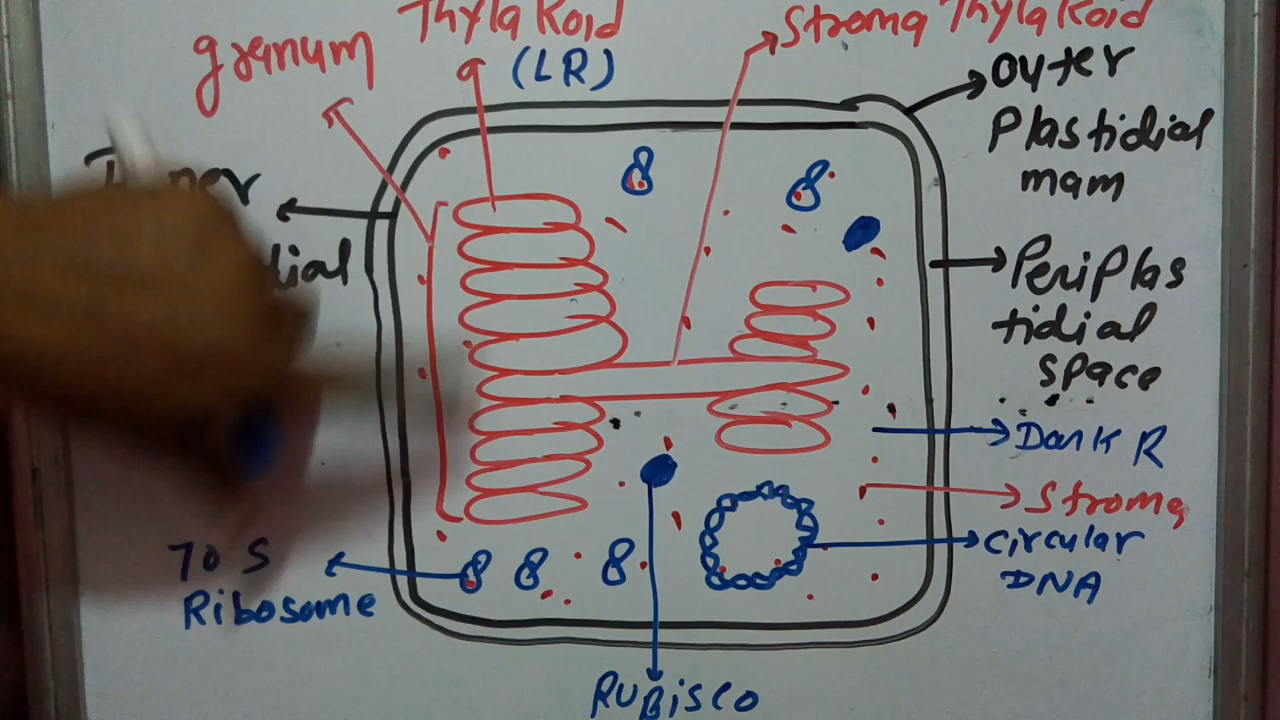 granum
Thylakoid
(LR)
Stroma Thylakoid
Outer
Plastidial
mam
Periplas
tidial
space
Dark R
Stroma
Circular
DNA
70 S
Ribosome
RUBisco